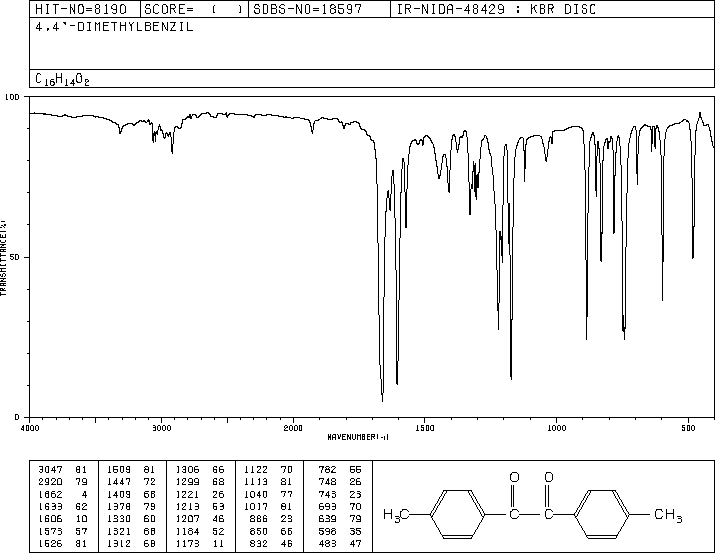 HIT-NO=8190 SCORE= ( ) SDBS-NO=18597 IR-NIDA-48429 : KBR DISC
4,4'-DIMETHYLBENZIL
C16H14O2
100
50
0
TRANSMITTANCE(%)
4000 3000 2000 1500 1000 500
WAVENUMBER(-1)
3047 81 1509 81 1306 66 1122 70 782 55
2920 79 1447 72 1299 68 1113 81 748 26
1662 4 1409 68 1221 26 1040 77 743 23
1633 62 1378 79 1213 53 1017 81 693 70
1606 10 1330 60 1207 46 886 23 639 79
1573 57 1321 68 1184 52 850 66 598 35
1526 81 1312 68 1173 11 832 46 483 47
O O
H3C C C CH3